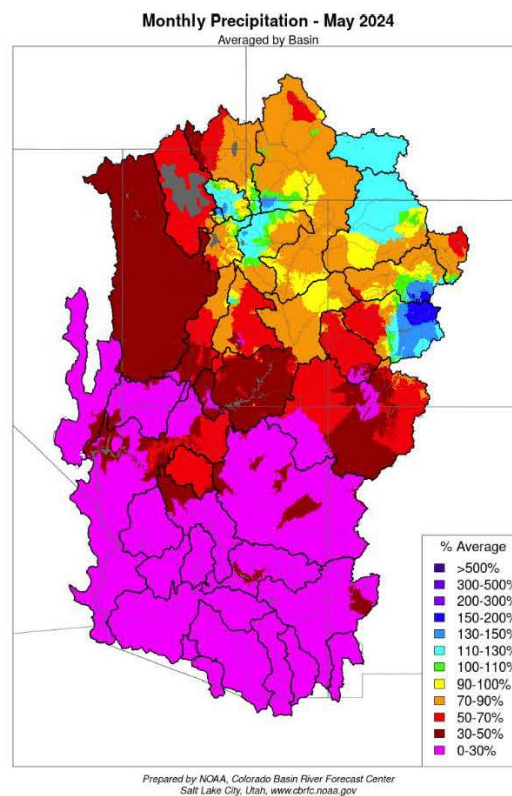 Monthly Precipitation - May 2024
Averaged by Basin
% Average
>500%
300-500%
200-300%
150-200%
130-150%
110-130%
100-110%
90-100%
70-90%
50-70%
30-50%
0-30%
Prepared by NOAA, Colorado Basin River Forecast Center
Salt Lake City, Utah, www.cbrfc.noaa.gov